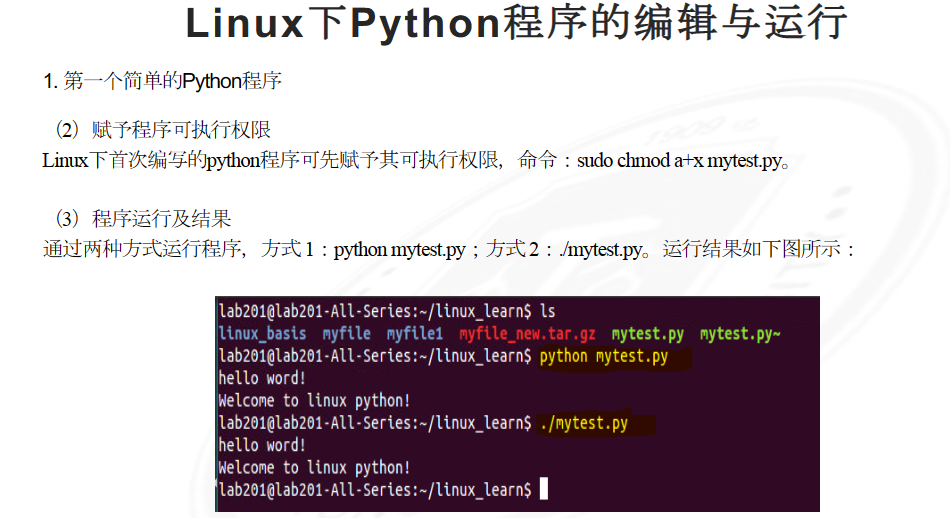 Linux下Python程序的编辑与运行
1. 第一个简单的Python程序
（2）赋予程序可执行权限
Linux下首次编写的python程序可先赋予其可执行权限，命令：sudo chmod a+x mytest.py。
（3）程序运行及结果
通过两种方式运行程序，方式 1：python mytest.py；方式 2：./mytest.py。运行结果如下图所示：
lab201@lab201-All-Series:~/linux_learn$ ls
linux_basis myfile myfile1 myfile_new.tar.gz mytest.py mytest.py~
lab201@lab201-All-Series:~/linux_learn$ python mytest.py
hello word!
Welcome to linux python!
lab201@lab201-All-Series:~/linux_learn$ ./mytest.py
hello word!
Welcome to linux python!
lab201@lab201-All-Series:~/linux_learn$